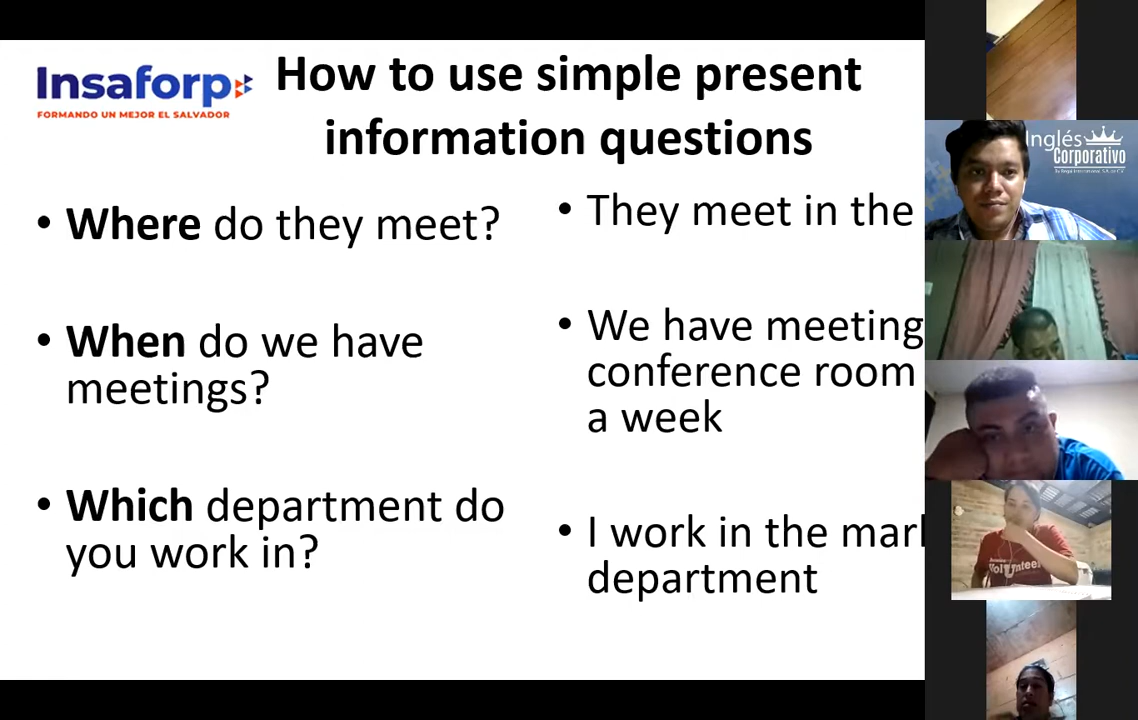 Insaforp
FORMANDO UN MEJOR EL SALVADOR
How to use simple present
information questions
• Where do they meet?
• When do we have
meetings?
• Which department do
you work in?
• They meet in the
• We have meeting
conference room
a week
• I work in the mar
department
Inglés
Corporativo
Volunteer